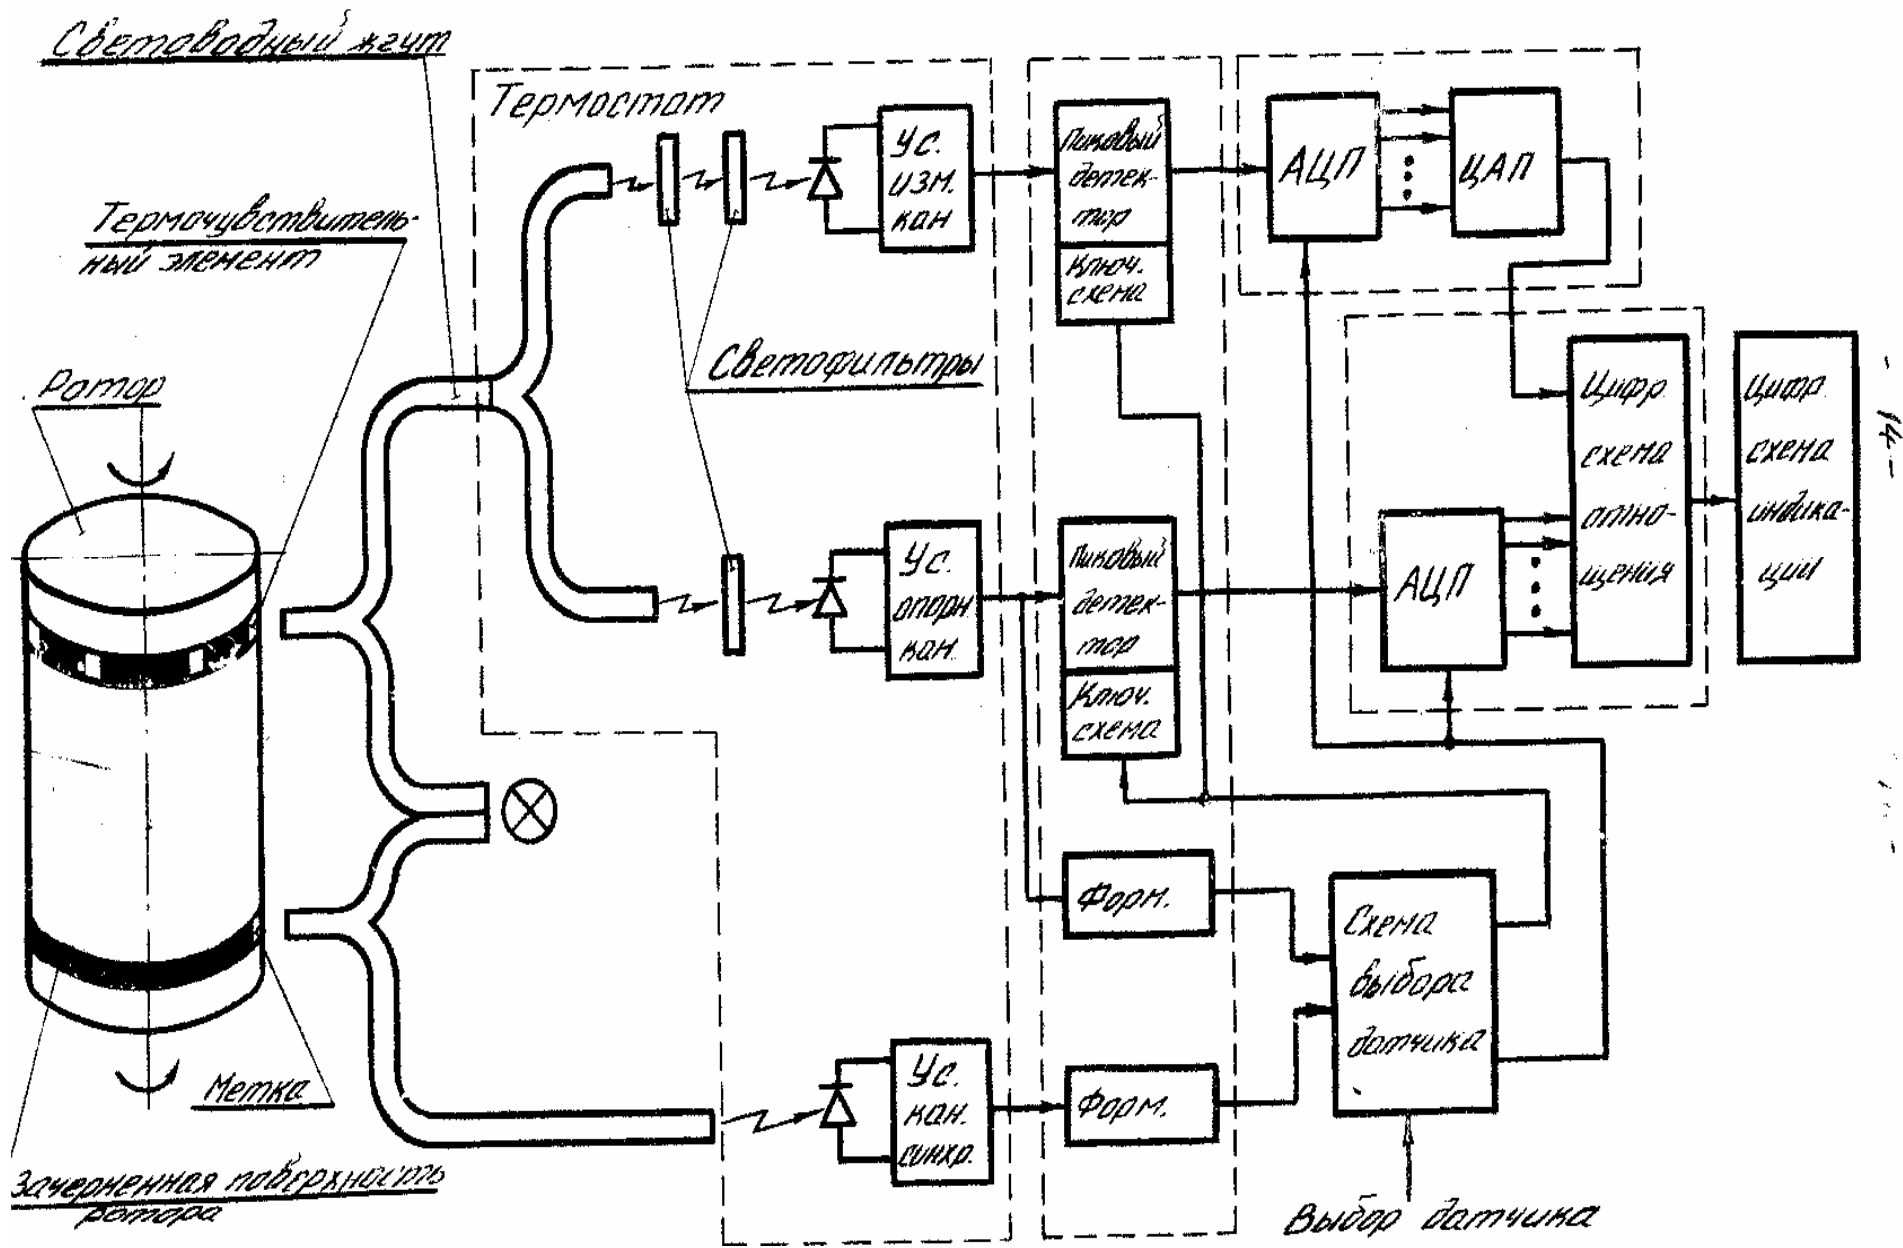 Световодный жгут
Термостат
Термочувствитель-
ный элемент
Ротор
Светофильтры
Ус.
изм.
кан
Пиковый
детек-
тор
Ключ.
схема
АЦП
ЦАП
Ус.
опорн.
кан.
Пиковый
детек-
тор
Ключ.
схема
АЦП
Цифр.
схема
отно-
щения
Цифр.
схема
индика-
ции
- 14 -
Форм.
Схема
выбора
датчика
Метка
Ус.
кан.
синхр.
Форм.
Зачерненная поверхность
ротора
Выбор датчика